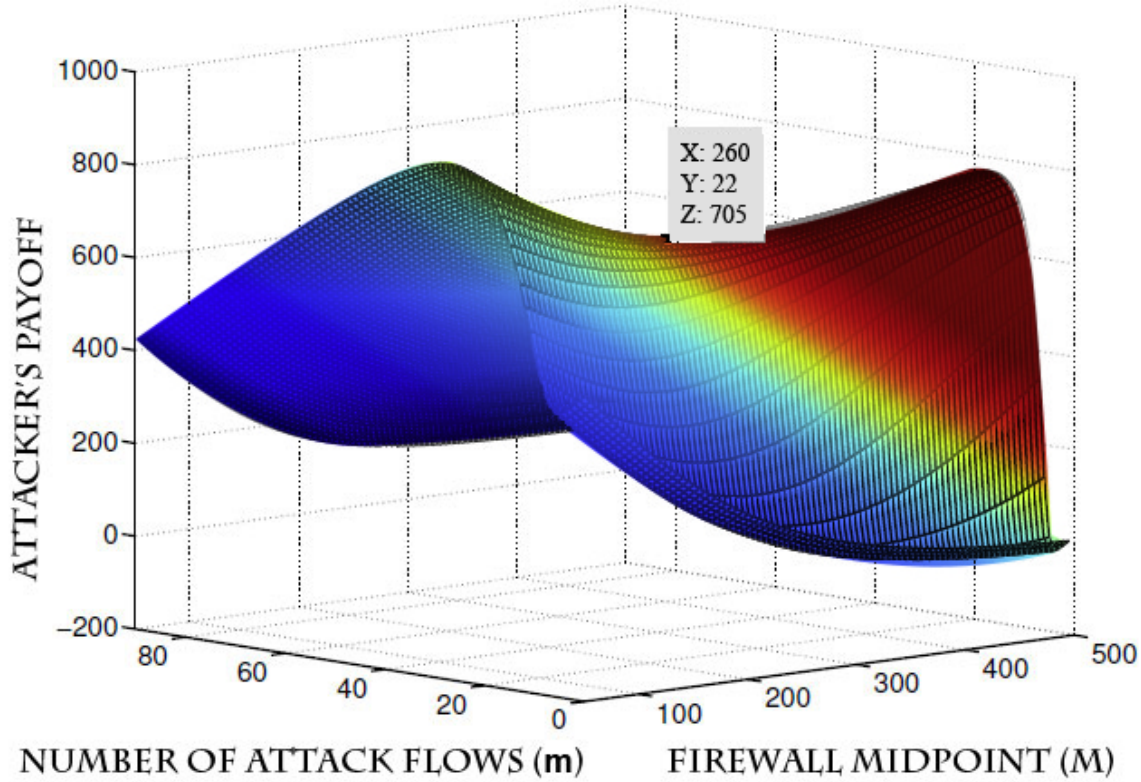 1000
800
600
400
200
0
−200
ATTACKER'S PAYOFF
X: 260
Y: 22
Z: 705
80
60
40
20
0
100
200
300
400
500
NUMBER OF ATTACK FLOWS (m)
FIREWALL MIDPOINT (M)